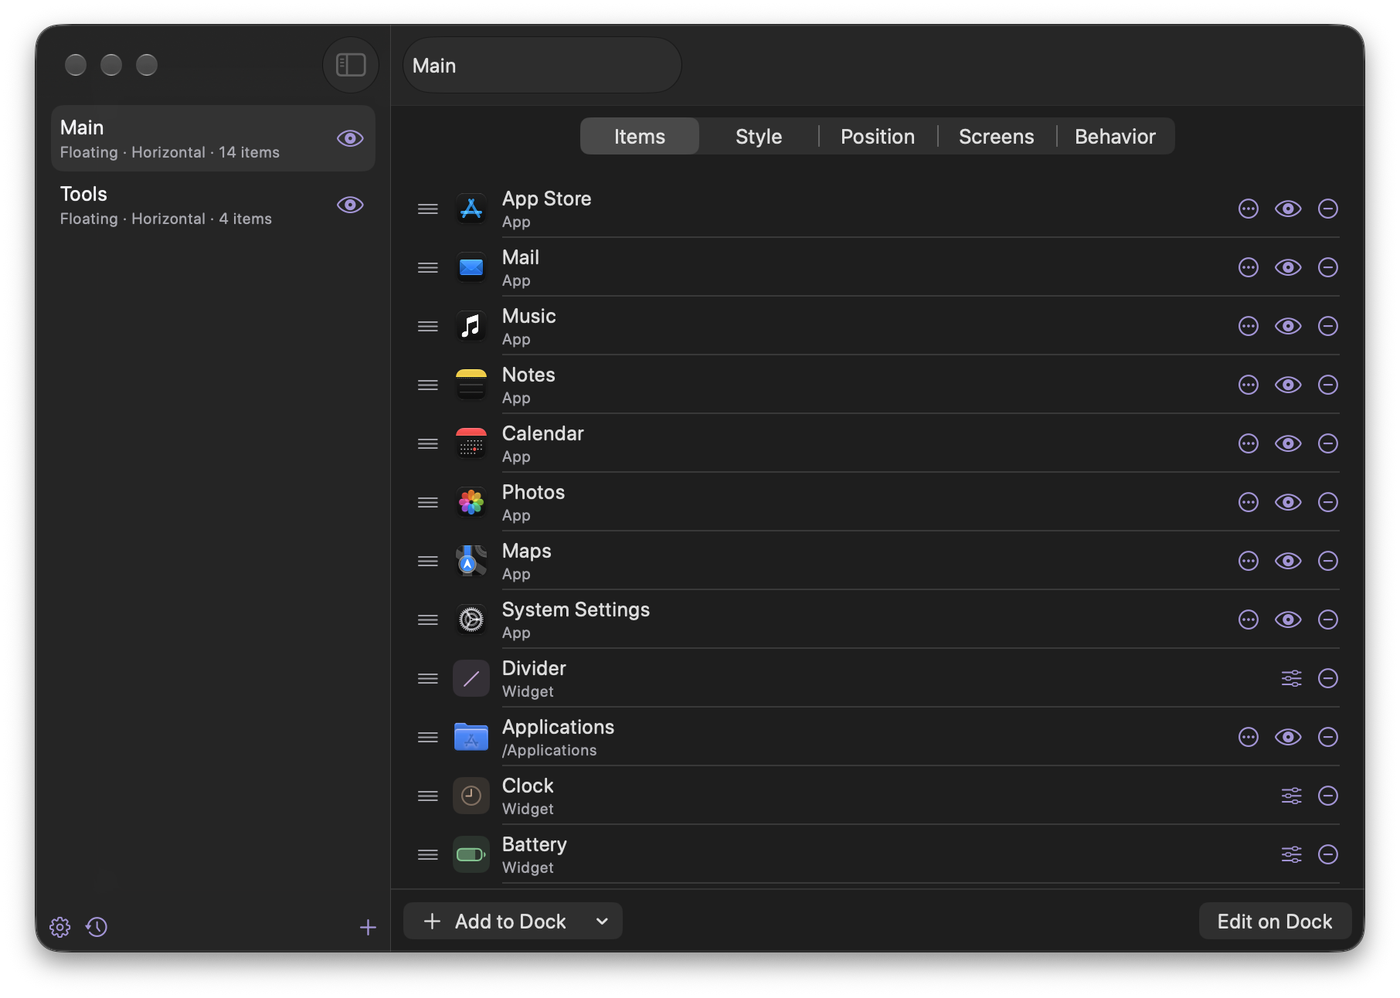 Main
Main
Floating · Horizontal · 14 items
Tools
Floating · Horizontal · 4 items
Items
Style
Position
Screens
Behavior
App Store
App
Mail
App
Music
App
Notes
App
Calendar
App
Photos
App
Maps
App
System Settings
App
Divider
Widget
Applications
/Applications
Clock
Widget
Battery
Widget
Add to Dock
Edit on Dock